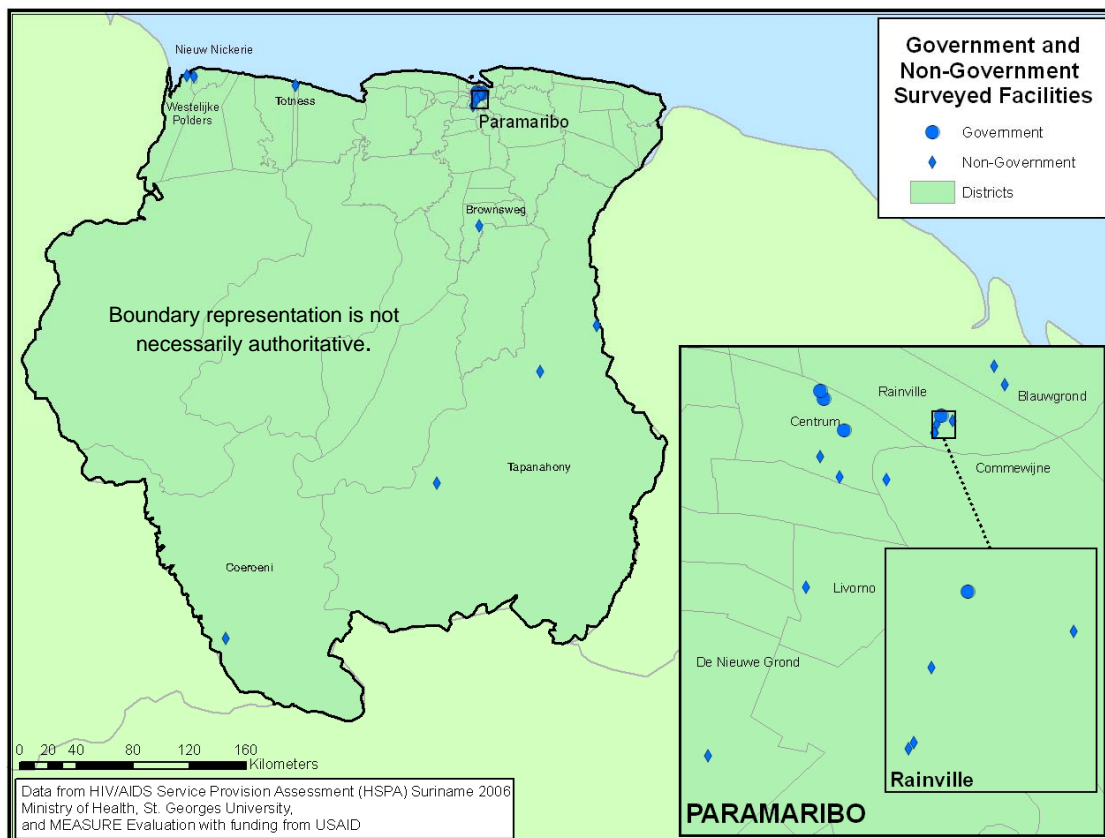 Nieuw Nickerie
Westelijke
Polders
Totness
Paramaribo
Brownsweg
Boundary representation is not
necessarily authoritative.
Tapanahony
Coeroeni
0 20 40 80 120 160
Kilometers
Data from HIV/AIDS Service Provision Assessment (HSPA) Suriname 2006
Ministry of Health, St. Georges University,
and MEASURE Evaluation with funding from USAID
Government and
Non-Government
Surveyed Facilities
Government
Non-Government
Districts
Rainville
Blauwgrond
Centrum
Commewijne
Livorno
De Nieuwe Grond
Rainville
PARAMARIBO